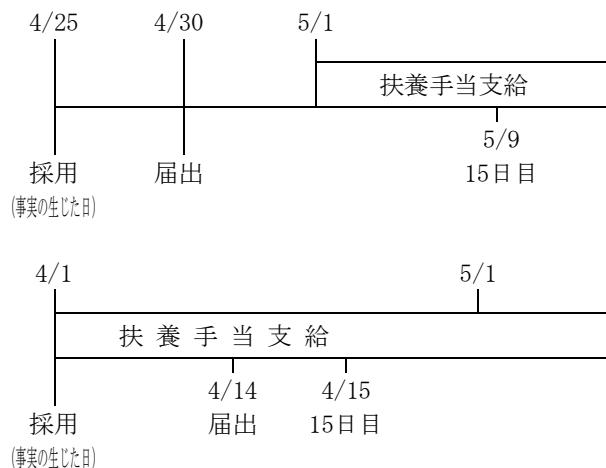 4/25 4/30 5/1
扶養手当支給
5/9
採用 届出 15日目
(事実の生じた日)
4/1 5/1
扶養手当支給
4/14 4/15
採用 届出 15日目
(事実の生じた日)